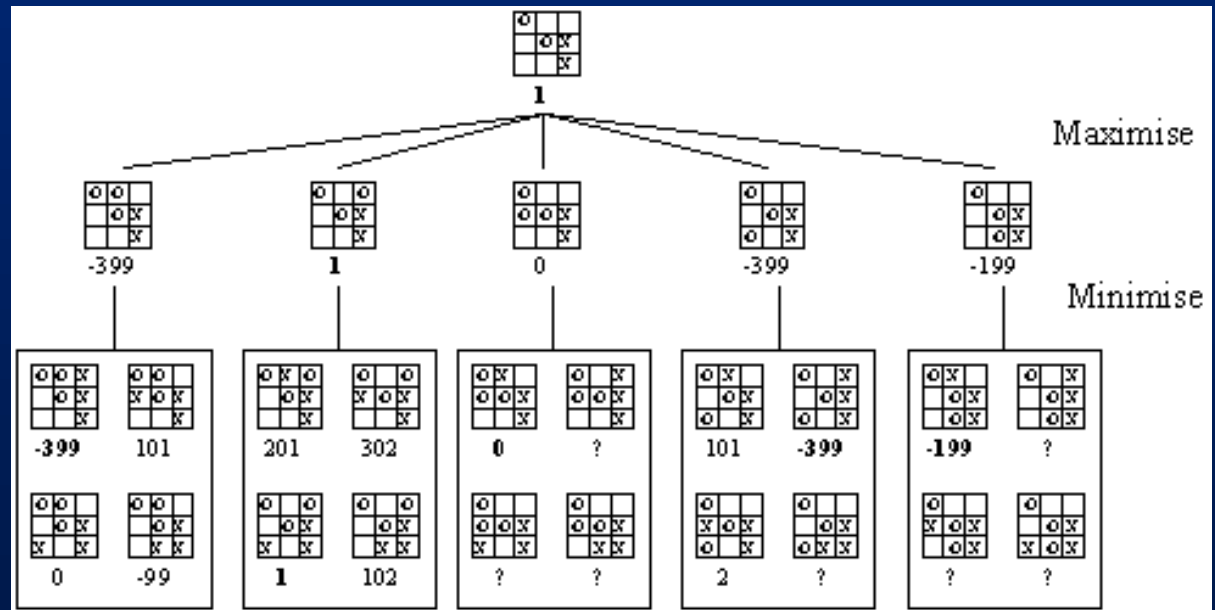 O
O X
X
1
Maximise
O O O O O O O
O X O X O O X O X O X
X X X O X O X
-399 1 0 -399 -199
Minimise
O O X O O O X O O O O X O X O X O X O X O X
O X X O X O X X O X O O X O O X O X O X O X O X
X X X X X X O X O X O X O X
-399 101 201 302 0 ? 101 -399 -199 ?
O O O O O O O O O O O O O O
O X O X O X O X O O X O O X X O X O X X O X O X
X X X X X X X X X X X X O X O X X O X X O X
0 -99 1 102 ? ? 2 ? ? ?